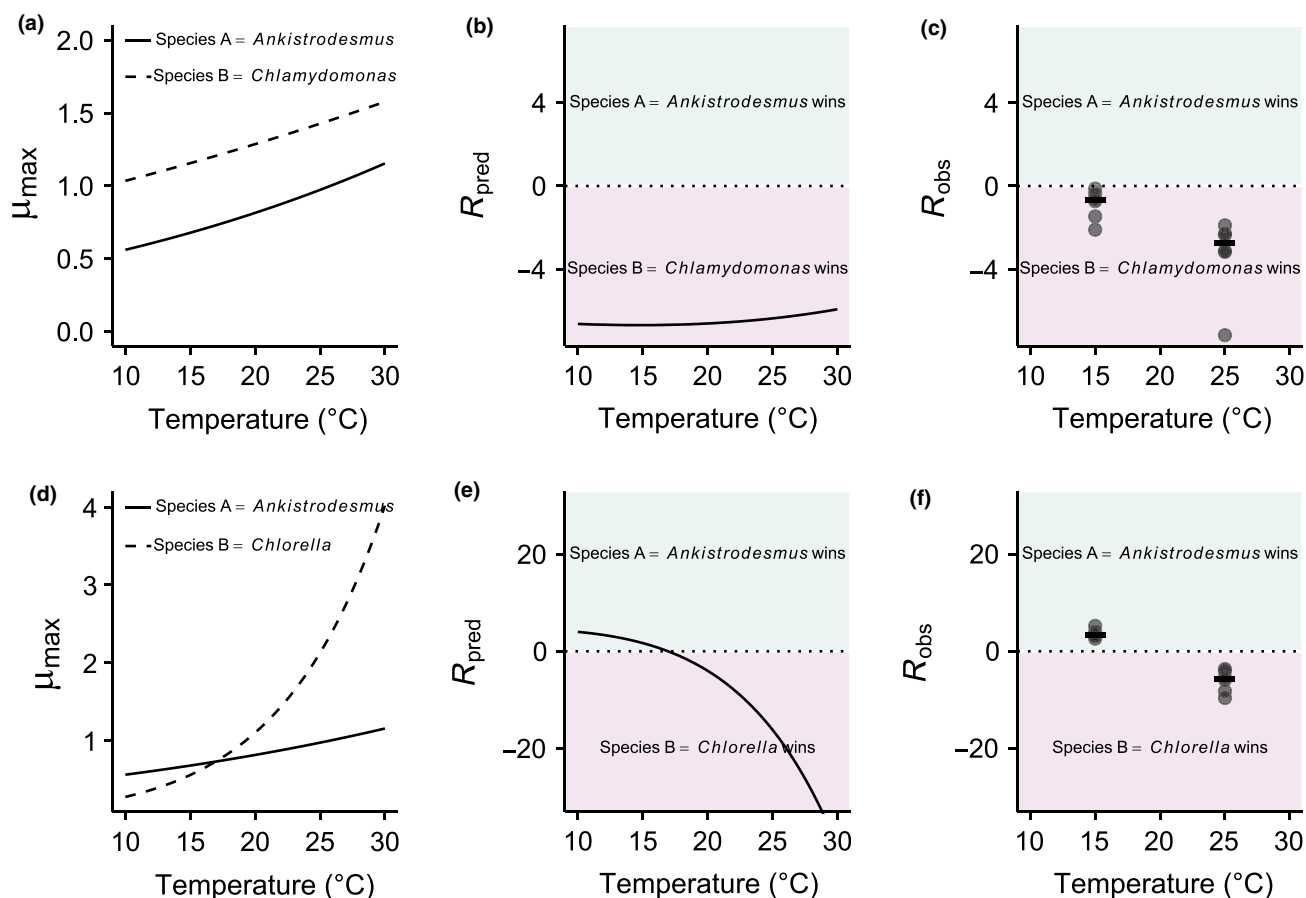 (a)
Species A = Ankistrodesmus
Species B = Chlamydomonas
2.0
1.5
1.0
0.5
0.0
μmax
10 15 20 25 30
Temperature (°C)
(b)
Species A = Ankistrodesmus wins
Species B = Chlamydomonas wins
4
0
−4
Rpred
10 15 20 25 30
Temperature (°C)
(c)
Species A = Ankistrodesmus wins
Species B = Chlamydomonas wins
4
0
−4
Robs
10 15 20 25 30
Temperature (°C)
(d)
Species A = Ankistrodesmus
Species B = Chlorella
4
3
2
1
μmax
10 15 20 25 30
Temperature (°C)
(e)
Species A = Ankistrodesmus wins
Species B = Chlorella wins
20
0
−20
Rpred
10 15 20 25 30
Temperature (°C)
(f)
Species A = Ankistrodesmus wins
Species B = Chlorella wins
20
0
−20
Robs
10 15 20 25 30
Temperature (°C)